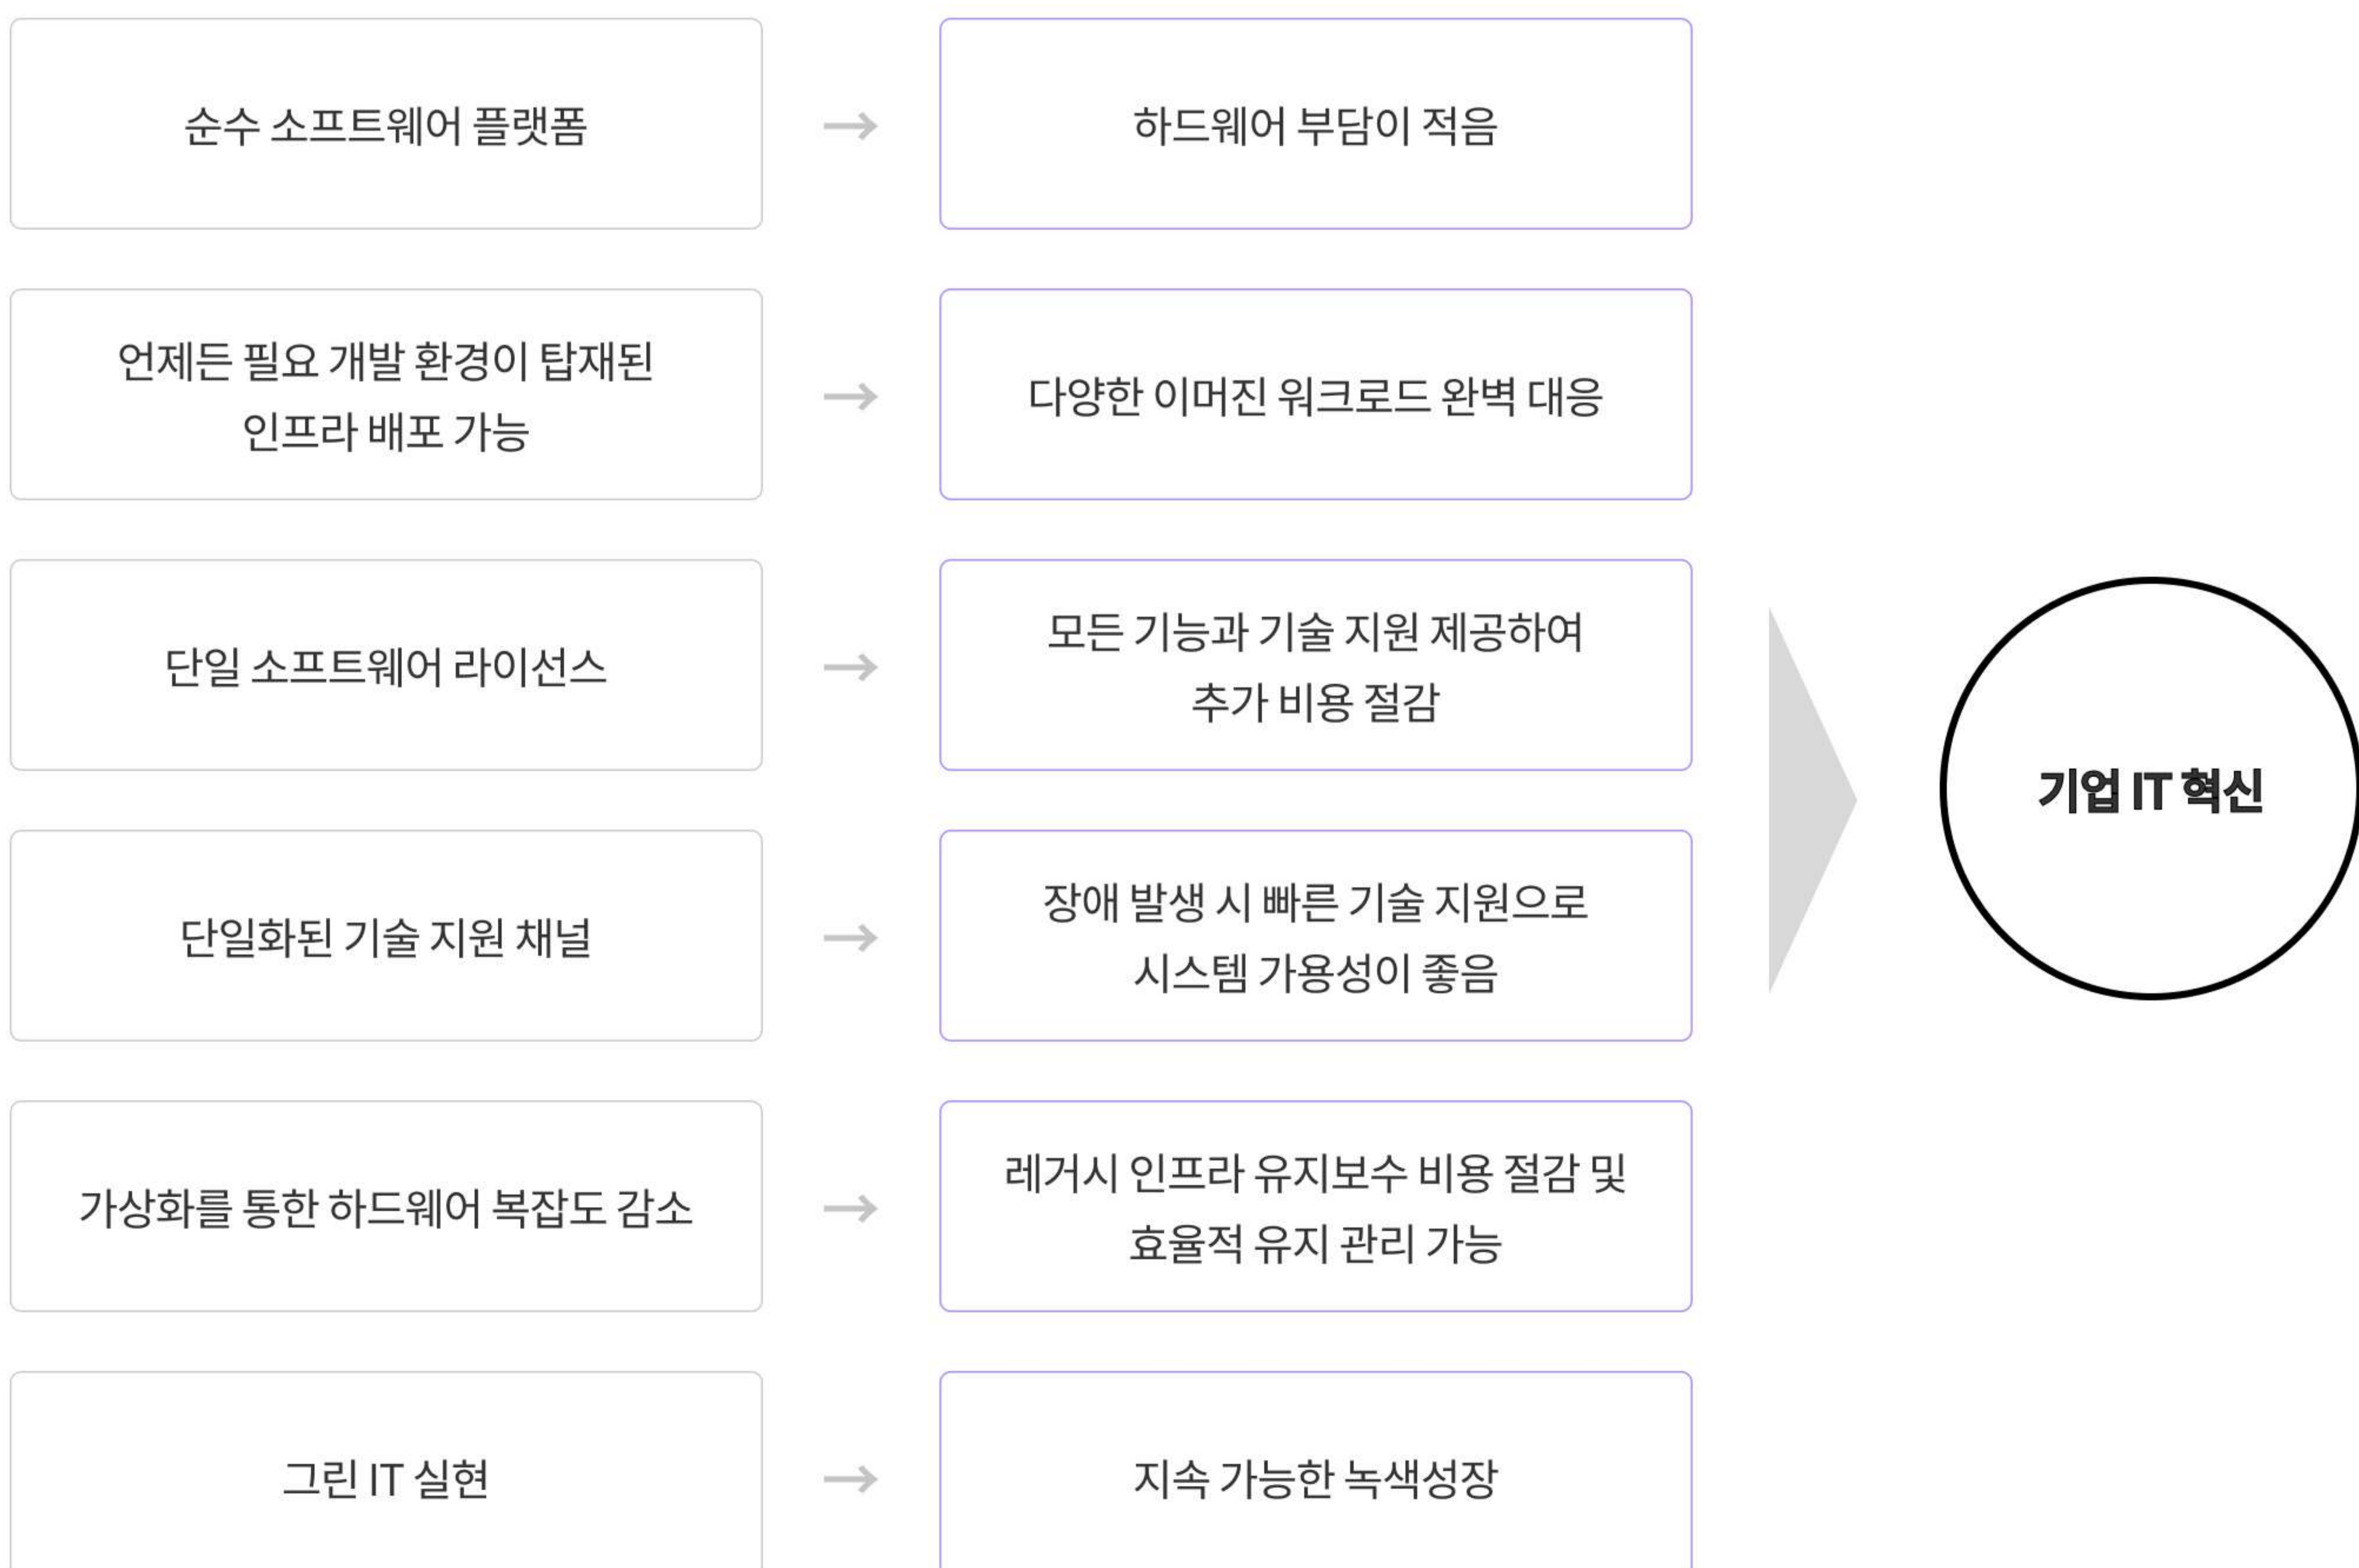 순수 소프트웨어 플랫폼
하드웨어 부담이 적음
언제든 필요 개발 환경이 탑재된
인프라 배포 가능
다양한 이머진 워크로드 완벽 대응
단일 소프트웨어 라이선스
모든 기능과 기술 지원 제공하여
추가 비용 절감
단일화된 기술 지원 채널
장애 발생 시 빠른 기술 지원으로
시스템 가용성이 좋음
가상화를 통한 하드웨어 복잡도 감소
레거시 인프라 유지보수 비용 절감 및
효율적 유지 관리 가능
그린 IT 실현
지속 가능한 녹색성장
기업 IT 혁신